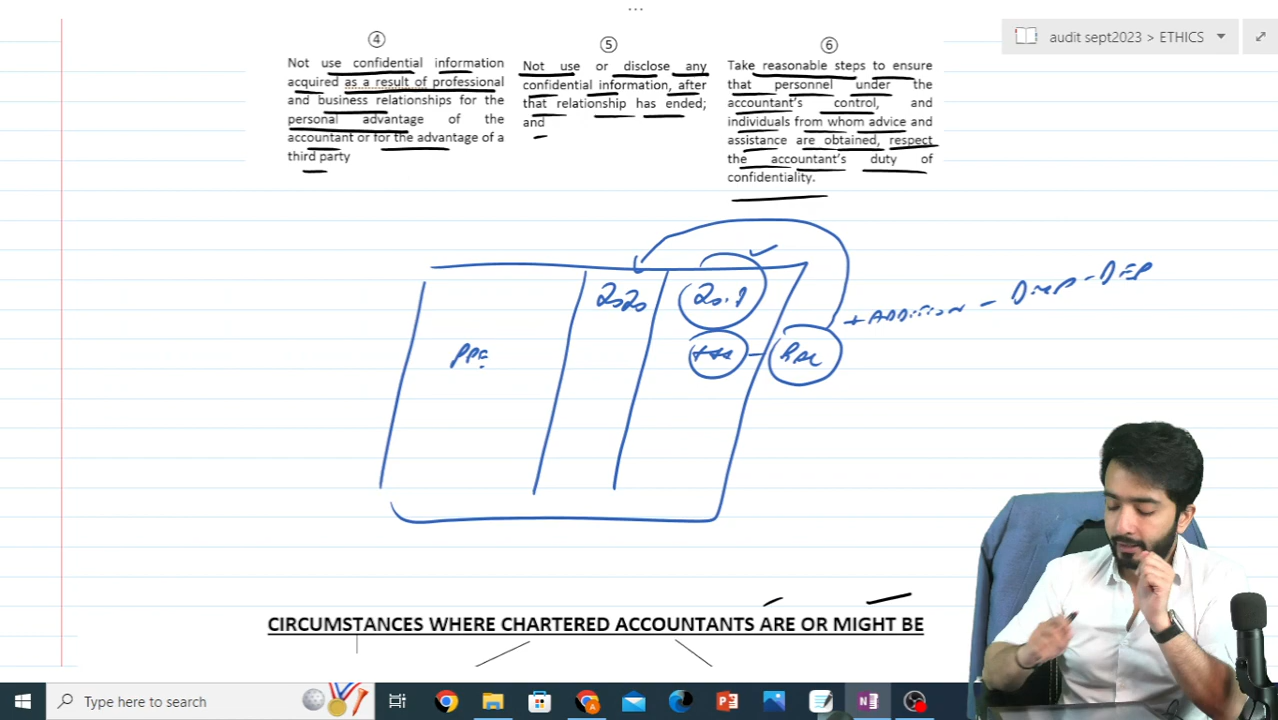 audit sept2023 > ETHICS
④
Not use confidential information
acquired as a result of professional
and business relationships for the
personal advantage of the
accountant or for the advantage of a
third party
⑤
Not use or disclose any
confidential information, after
that relationship has ended;
and
⑥
Take reasonable steps to ensure
that personnel under the
accountant's control, and
individuals from whom advice and
assistance are obtained, respect
the accountant's duty of
confidentiality.
2020
PPE
+ ADDITION - DISP - DEP
CIRCUMSTANCES WHERE CHARTERED ACCOUNTANTS ARE OR MIGHT BE
Type here to search